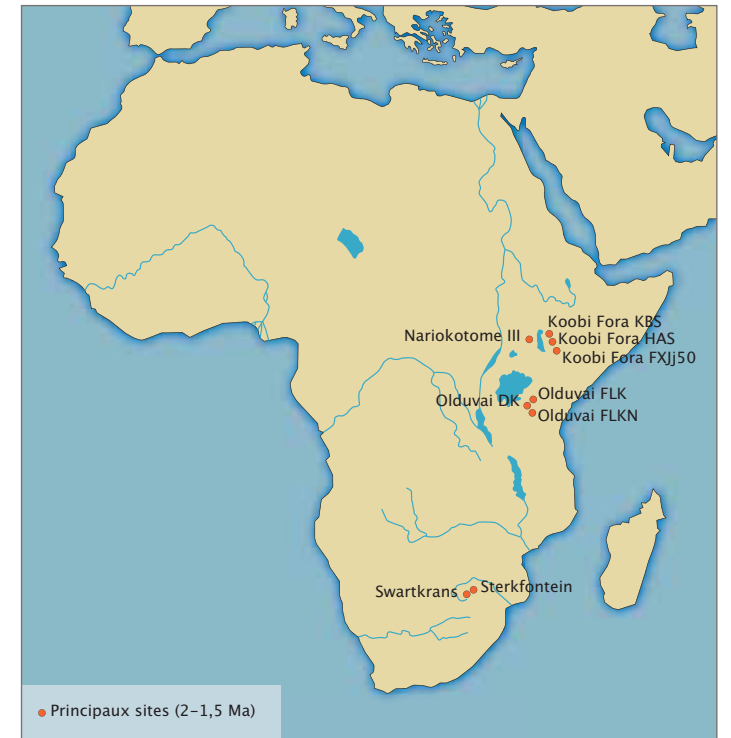 Koobi Fora KBS
Nariokotome III
Koobi Fora HAS
Koobi Fora FXJj50
Olduvai FLK
Olduvai DK
Olduvai FLKN
Sterkfontein
Swartkrans
Principaux sites (2-1,5 Ma)